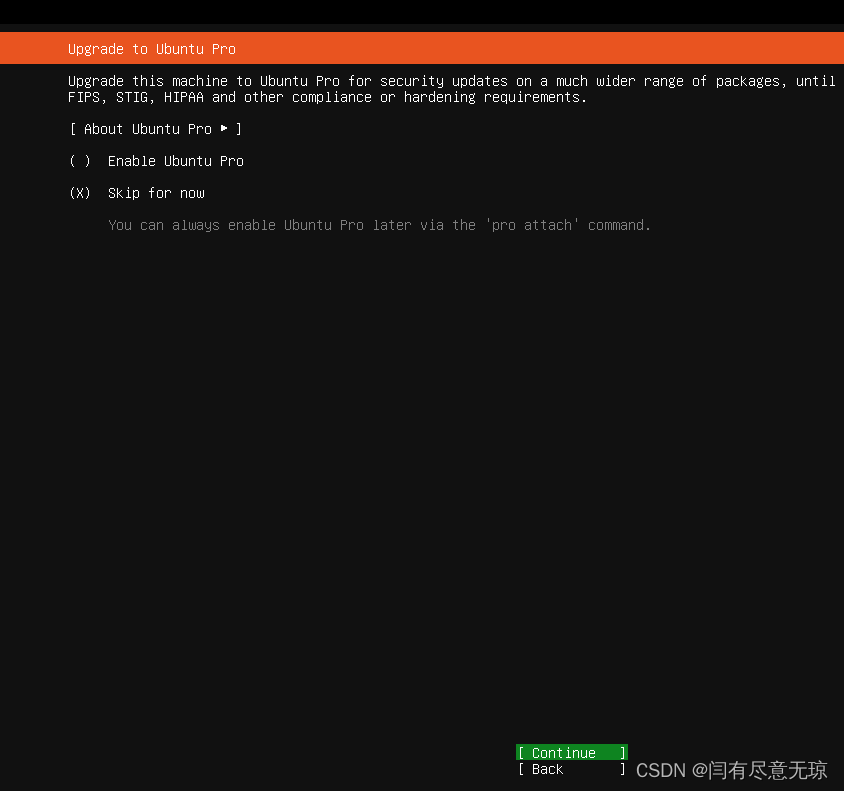 Upgrade to Ubuntu Pro
Upgrade this machine to Ubuntu Pro for security updates on a much wider range of packages, until
FIPS, STIG, HIPAA and other compliance or hardening requirements.
[ About Ubuntu Pro ▸ ]
( ) Enable Ubuntu Pro
(X) Skip for now
You can always enable Ubuntu Pro later via the 'pro attach' command.
[ Continue ]
[ Back ]
CSDN @闫有尽意无琼